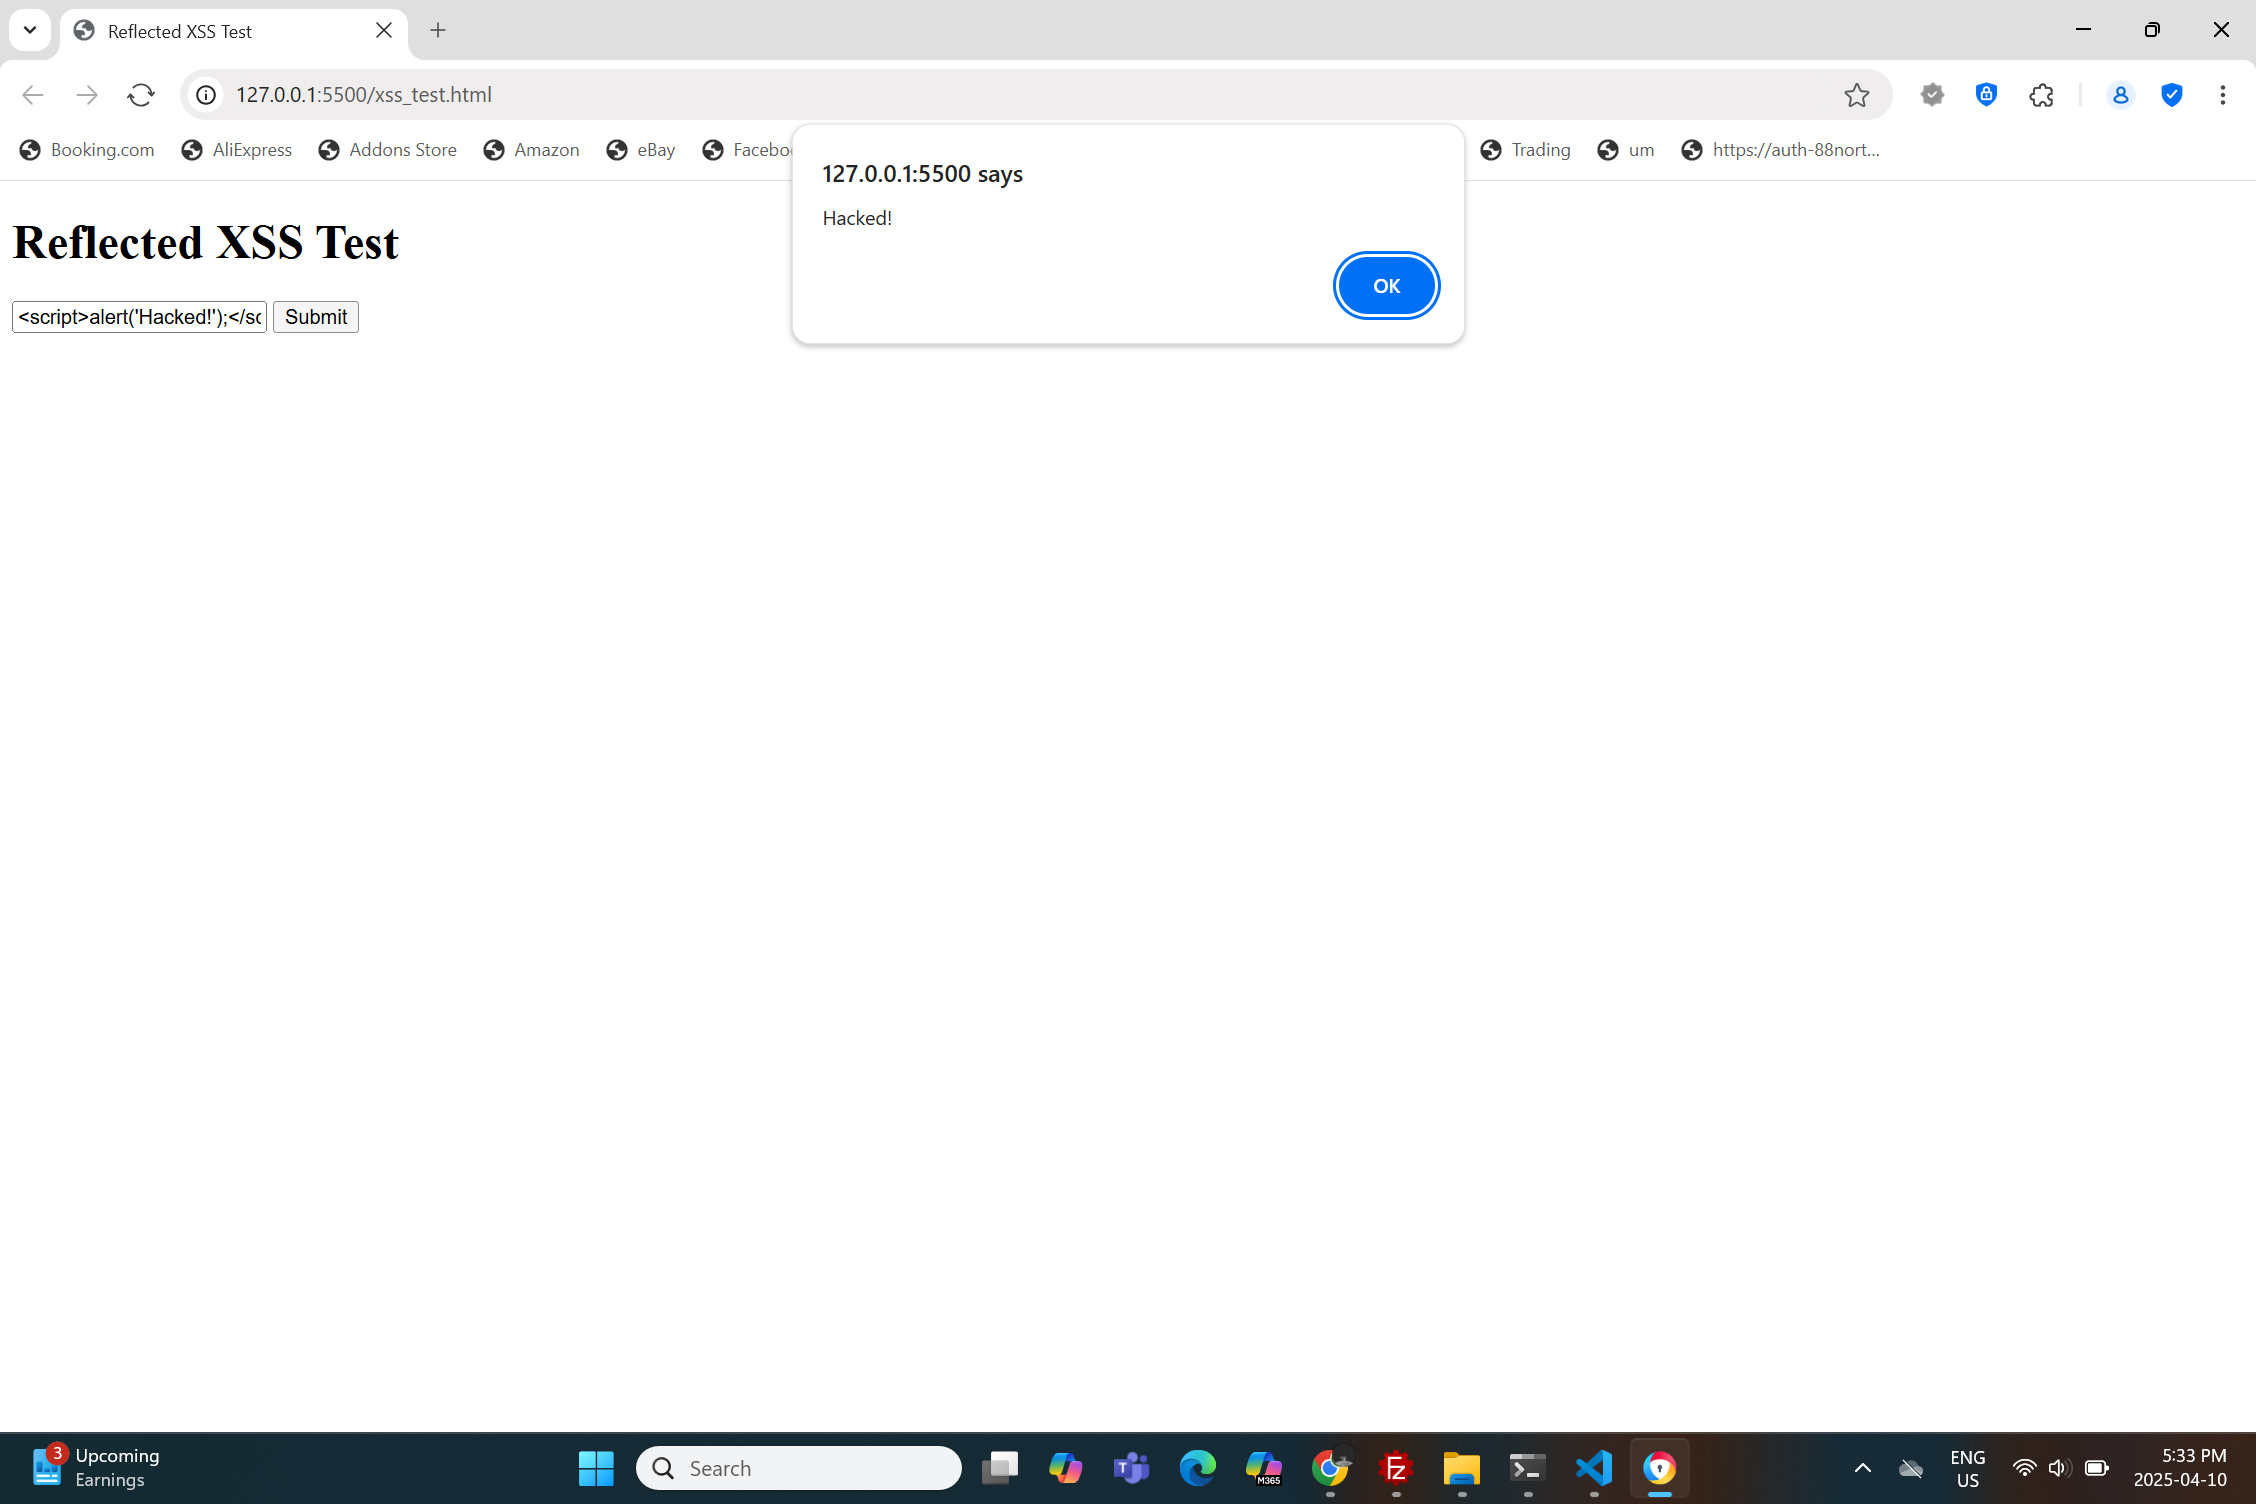 Reflected XSS Test
127.0.0.1:5500/xss_test.html
Booking.com AliExpress Addons Store Amazon eBay Trading um https://auth-88nort...
127.0.0.1:5500 says
Hacked!
OK
Reflected XSS Test
<script>alert('Hacked!');</sc Submit
3
Upcoming
Earnings
Search
T
M365
FZ
ENG
US
5:33 PM
2025-04-10